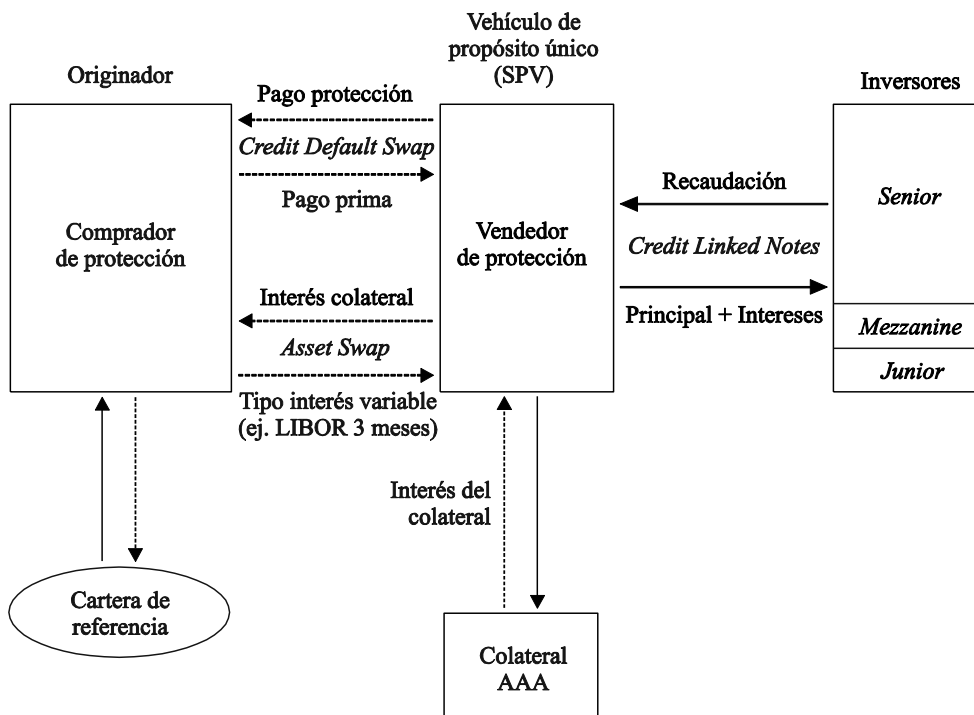 Vehículo de
propósito único
(SPV)
Originador
Inversores
Pago protección
Credit Default Swap
Pago prima
Comprador
de protección
Vendedor
de protección
Recaudación
Credit Linked Notes
Principal + Intereses
Senior
Mezzanine
Junior
Interés colateral
Asset Swap
Tipo interés variable
(ej. LIBOR 3 meses)
Interés del
colateral
Cartera de
referencia
Colateral
AAA